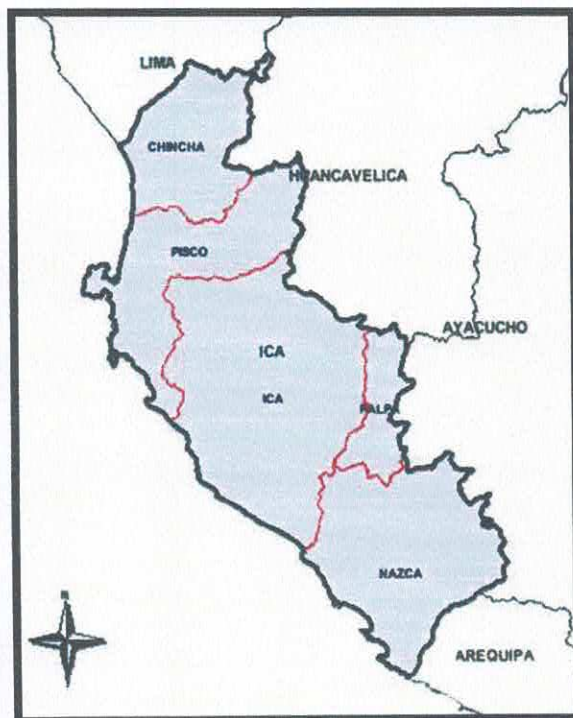 LIMA
CHINCHA
HUANCAVELICA
PISCO
AYACUCHO
ICA
ICA
PALPA
NAZCA
N
AREQUIPA